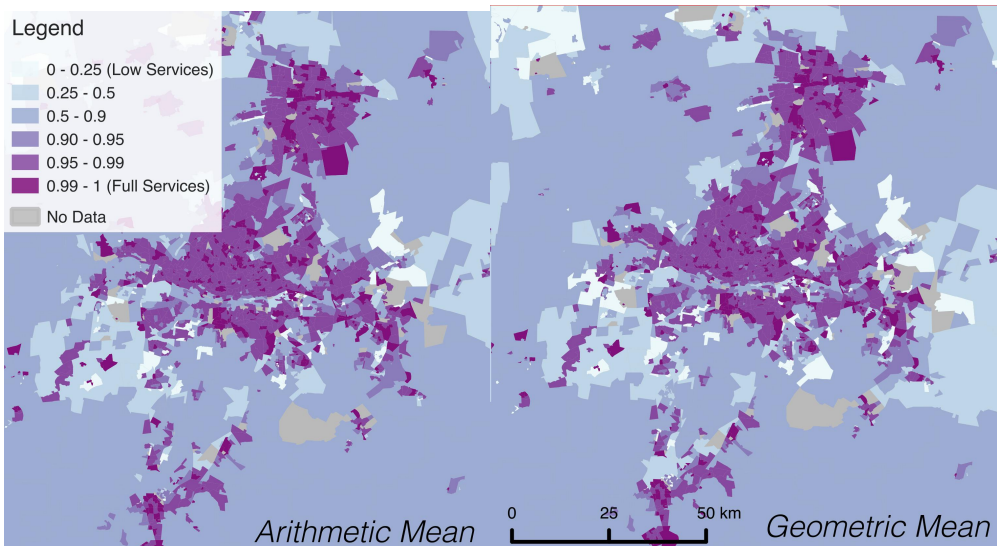 Legend
0 - 0.25 (Low Services)
0.25 - 0.5
0.5 - 0.9
0.90 - 0.95
0.95 - 0.99
0.99 - 1 (Full Services)
No Data
Arithmetic Mean
0 25 50 km
Geometric Mean